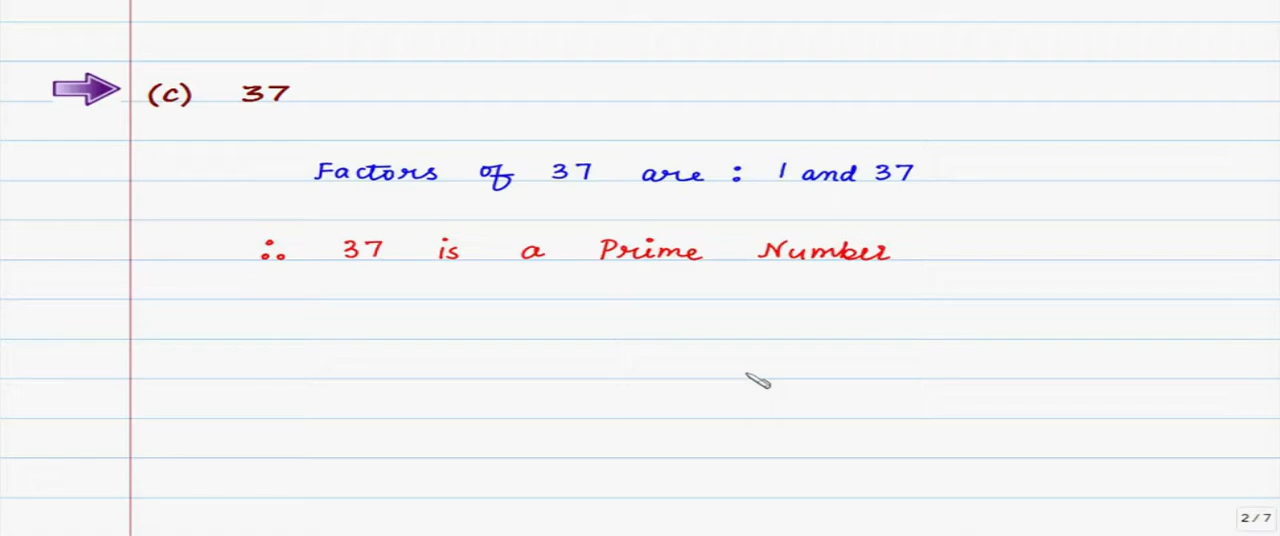 (c) 37
Factors of 37 are : 1 and 37
∴ 37 is a Prime Number
2/7